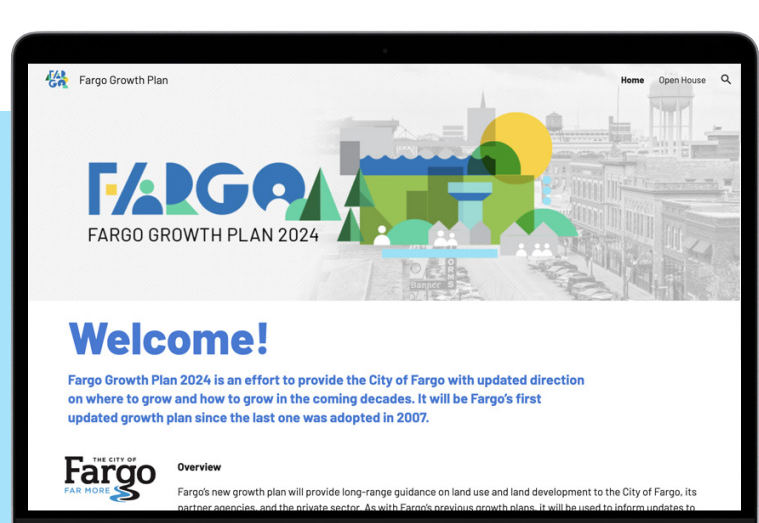 FARGO
Fargo Growth Plan
Home
Open House
FARGO
FARGO GROWTH PLAN 2024
Banner
Welcome!
Fargo Growth Plan 2024 is an effort to provide the City of Fargo with updated direction
on where to grow and how to grow in the coming decades. It will be Fargo's first
updated growth plan since the last one was adopted in 2007.
THE CITY OF
Fargo
FAR MORE
Overview
Fargo's new growth plan will provide long-range guidance on land use and land development to the City of Fargo, its
partner agencies, and the private sector. As with Fargo's previous growth plans, it will be used to inform updates to